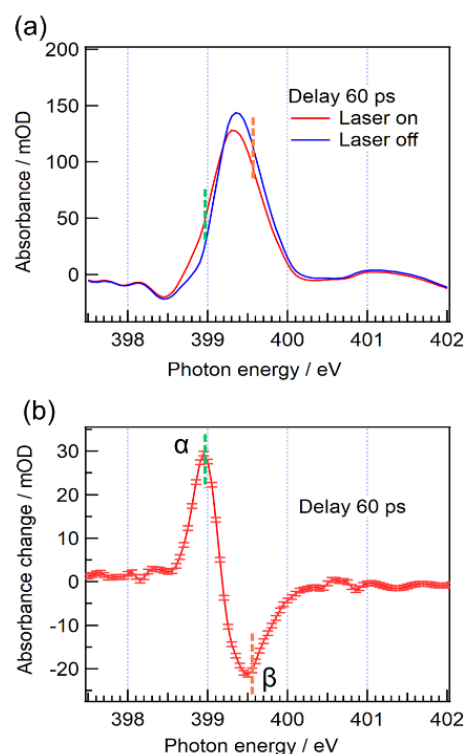 (a)
200
150
100
50
0
Absorbance / mOD
Delay 60 ps
Laser on
Laser off
398 399 400 401 402
Photon energy / eV
(b)
30
20
10
0
-10
-20
Absorbance change / mOD
α
Delay 60 ps
β
398 399 400 401 402
Photon energy / eV